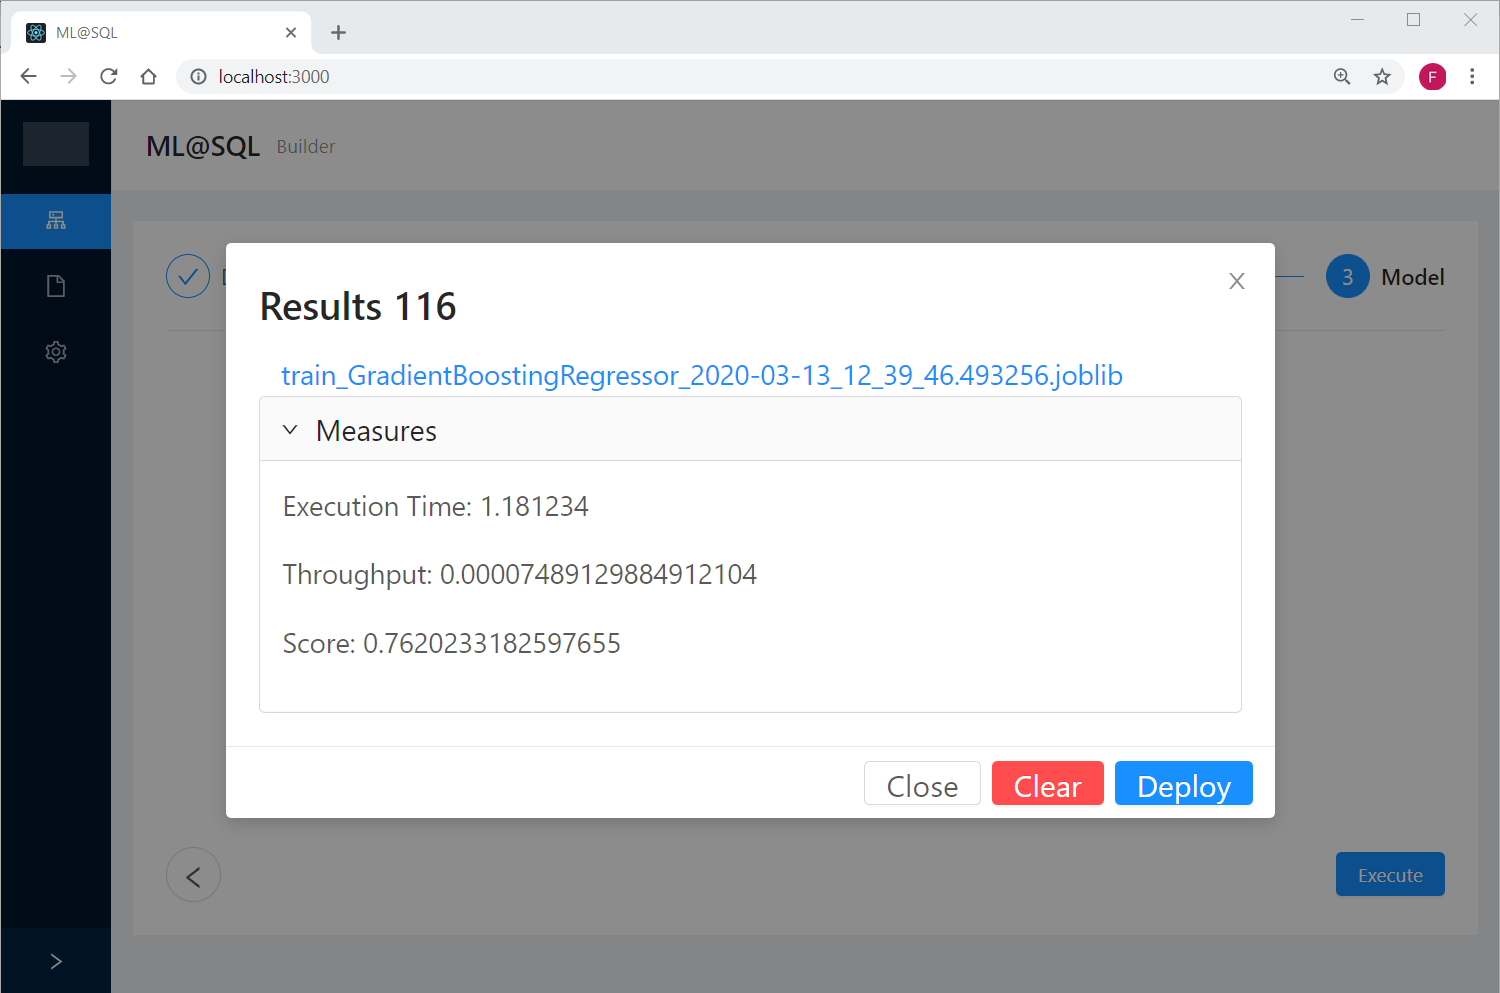 ML@SQL
localhost:3000
F
ML@SQL Builder
3 Model
Results 116
train_GradientBoostingRegressor_2020-03-13_12_39_46.493256.joblib
Measures
Execution Time: 1.181234
Throughput: 0.00007489129884912104
Score: 0.7620233182597655
Close Clear Deploy
Execute